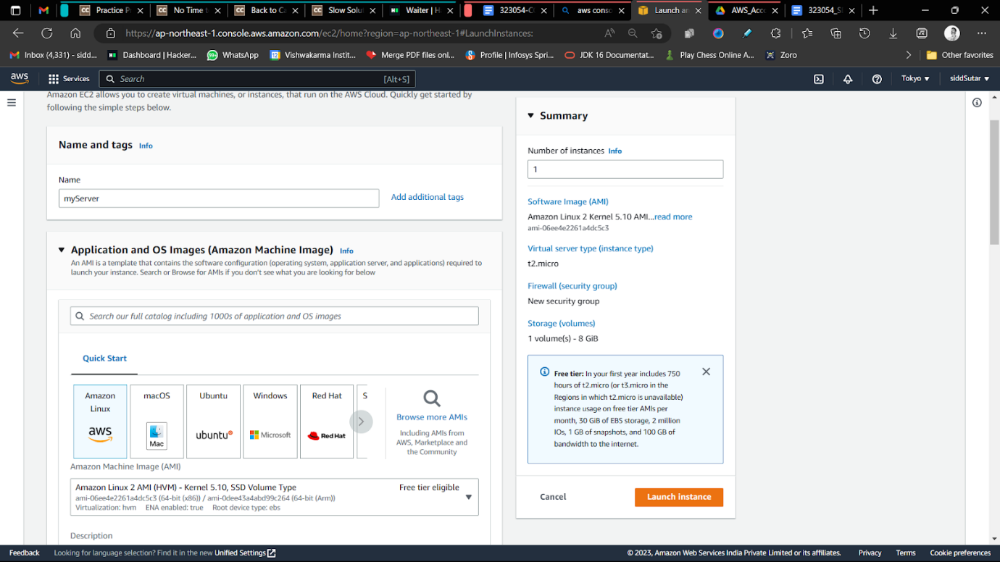 Practice P
No Time t
Back to C
Slow Solu
Waiter | H
323054-C
aws conso
Launch a
AWS_Acc
323054_S
https://ap-northeast-1.console.aws.amazon.com/ec2/home?region=ap-northeast-1#LaunchInstances:
Inbox (4,331) - sidd...
Dashboard | Hacker...
WhatsApp
Vishwakarma Instit...
Merge PDF files onl...
Profile | Infosys Spri...
JDK 16 Documentat...
Play Chess Online A...
Zoro
Other favorites
aws
Services
Search
[Alt+S]
Tokyo
siddSutar
Amazon EC2 allows you to create virtual machines, or instances, that run on the AWS Cloud. Quickly get started by
following the simple steps below.
Name and tags Info
Name
myServer
Add additional tags
Application and OS Images (Amazon Machine Image) Info
An AMI is a template that contains the software configuration (operating system, application server, and applications) required to
launch your instance. Search or Browse for AMIs if you don't see what you are looking for below
Search our full catalog including 1000s of application and OS images
Quick Start
Amazon
Linux
aws
macOS
Mac
Ubuntu
ubuntu
Windows
Microsoft
Red Hat
Red Hat
S
Browse more AMIs
Including AMIs from
AWS, Marketplace and
the Community
Amazon Machine Image (AMI)
Amazon Linux 2 AMI (HVM) - Kernel 5.10, SSD Volume Type
Free tier eligible
ami-06ee4e2261a4dc5c3 (64-bit (x86)) / ami-0dee43a4abd99c264 (64-bit (Arm))
Virtualization: hvm ENA enabled: true Root device type: ebs
Description
Summary
Number of instances Info
1
Software Image (AMI)
Amazon Linux 2 Kernel 5.10 AMI...read more
ami-06ee4e2261a4dc5c3
Virtual server type (instance type)
t2.micro
Firewall (security group)
New security group
Storage (volumes)
1 volume(s) - 8 GiB
Free tier: In your first year includes 750
hours of t2.micro (or t3.micro in the
Regions in which t2.micro is unavailable)
instance usage on free tier AMIs per
month, 30 GiB of EBS storage, 2 million
IOs, 1 GB of snapshots, and 100 GB of
bandwidth to the internet.
Cancel
Launch instance
Feedback
Looking for language selection? Find it in the new Unified Settings
© 2023, Amazon Web Services India Private Limited or its affiliates.
Privacy
Terms
Cookie preferences